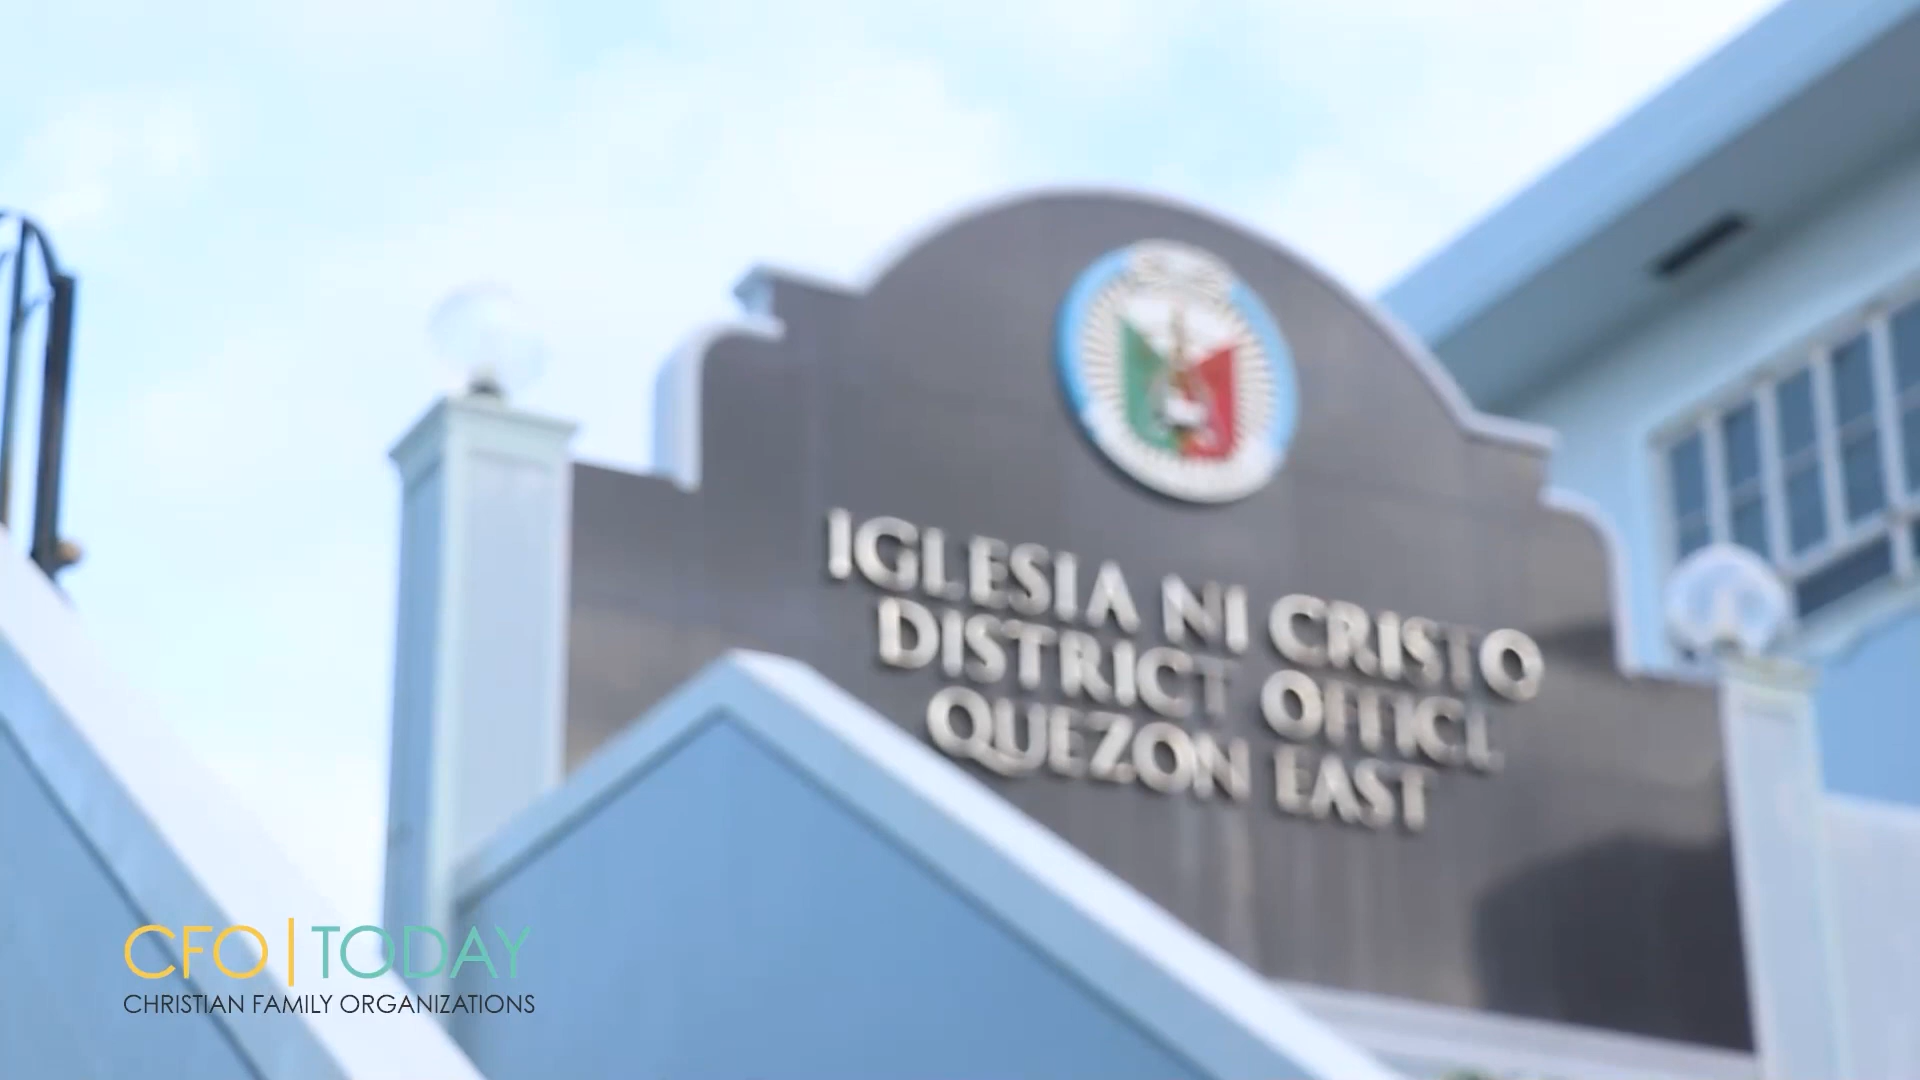 IGLESIA NI CRISTO
DISTRICT OFFICE
QUEZON EAST
CFO|TODAY
CHRISTIAN FAMILY ORGANIZATIONS